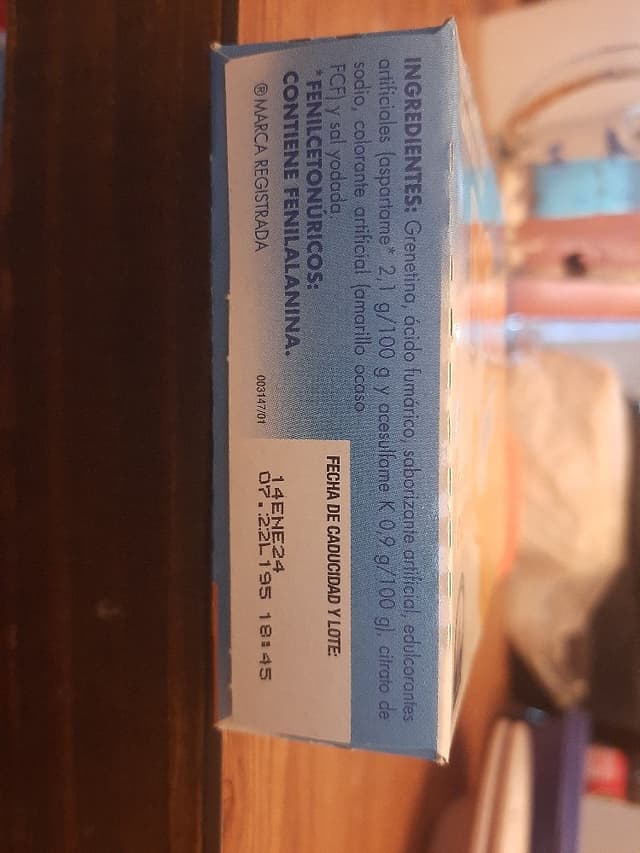 INGREDIENTES: Grenetina, ácido fumárico, saborizante artificial, edulcorantes
artificiales (aspartame* 2,1 g/100 g y acesulfame K 0,9 g/100 g), citrato de
sodio, colorante artificial (amarillo ocaso
FCF) y sal yodada
*FENILCETONÚRICOS:
CONTIENE FENILALANINA.
® MARCA REGISTRADA
003147/01
FECHA DE CADUCIDAD Y LOTE:
14ENE24
07.22L195 18:45